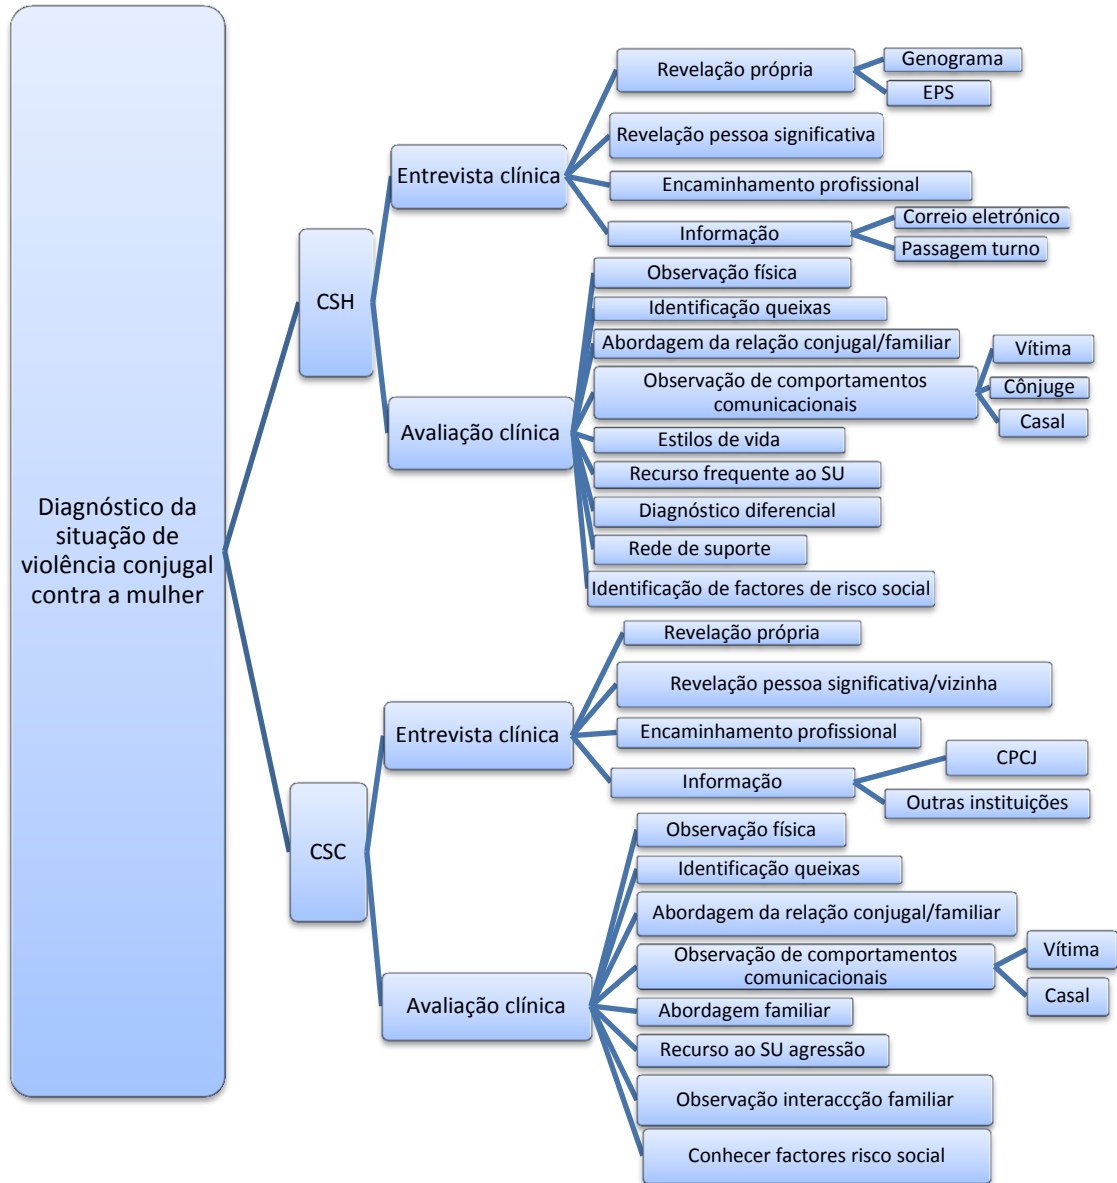 Diagnóstico da
situação de
violência conjugal
contra a mulher
CSH
Entrevista clínica
Revelação própria
Genograma
EPS
Revelação pessoa significativa
Encaminhamento profissional
Informação
Correio eletrónico
Passagem turno
Avaliação clínica
Observação física
Identificação queixas
Abordagem da relação conjugal/familiar
Observação de comportamentos
comunicacionais
Vítima
Cônjuge
Casal
Estilos de vida
Recurso frequente ao SU
Diagnóstico diferencial
Rede de suporte
Identificação de factores de risco social
CSC
Entrevista clínica
Revelação própria
Revelação pessoa significativa/vizinha
Encaminhamento profissional
Informação
CPCJ
Outras instituições
Avaliação clínica
Observação física
Identificação queixas
Abordagem da relação conjugal/familiar
Observação de comportamentos
comunicacionais
Vítima
Casal
Abordagem familiar
Recurso ao SU agressão
Observação interaccção familiar
Conhecer factores risco social